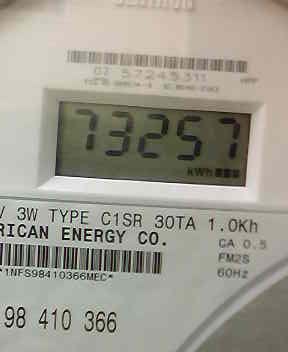 02 57245311
73257
kWh
V 3W TYPE C1SR 30TA 1.0Kh
RICAN ENERGY CO.
CA 0.5
FM2S
60Hz
*1NFS98410366MEC*
98 410 366